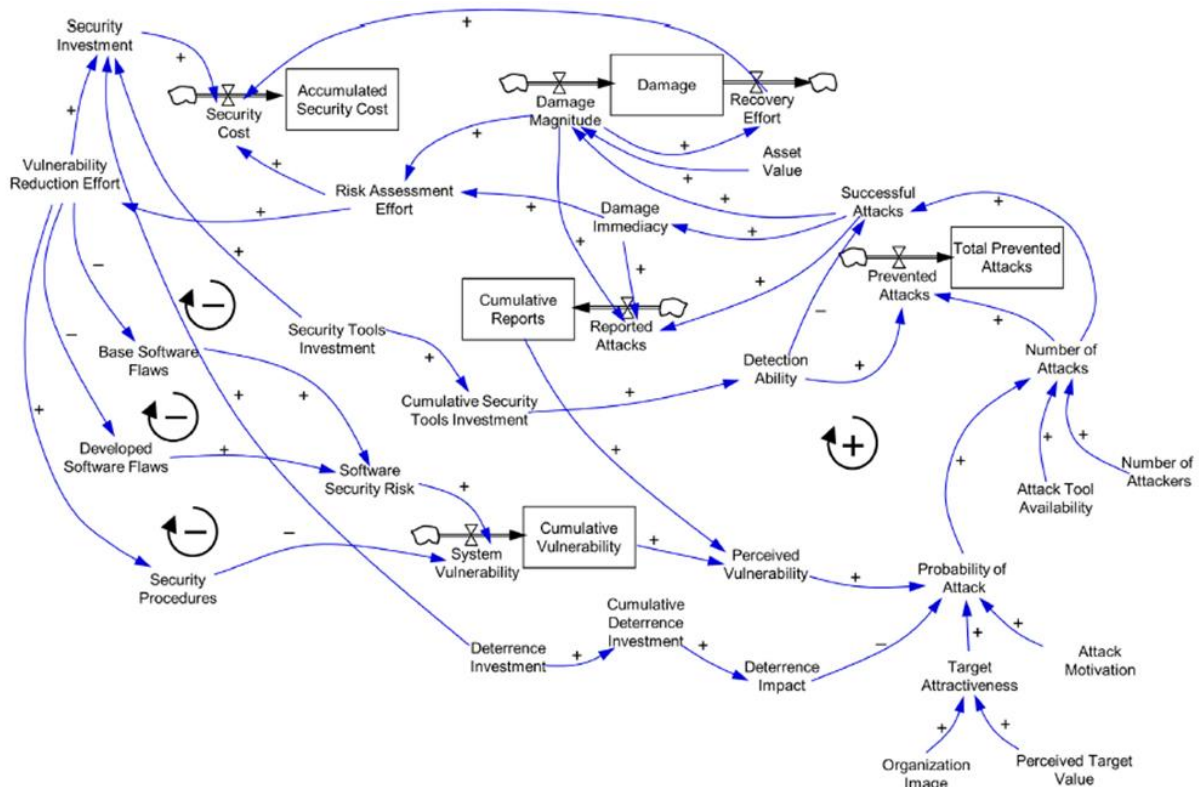 Security
Investment
+
+
Accumulated
Security Cost
Security
Cost
Damage
Damage
Magnitude
Recovery
Effort
+
Vulnerability
Reduction Effort
+
+
+
Risk Assessment
Effort
+
+
Asset
Value
+
+
Successful
Attacks
+
Damage
Immediacy
+
+
+
+
Total Prevented
Attacks
Prevented
Attacks
+
−
−
+
+
Cumulative
Reports
Reported
Attacks
+
−
+
−
Security Tools
Investment
+
Base Software
Flaws
Detection
Ability
+
Number of
Attacks
+
+
+
Cumulative Security
Tools Investment
+
−
+
Developed
Software Flaws
+
Software
Security Risk
+
+
+
+
+
+
Number of
Attackers
Attack Tool
Availability
−
−
Cumulative
Vulnerability
+
System
Vulnerability
Perceived
Vulnerability
+
Probability of
Attack
Security
Procedures
Cumulative
Deterrence
Investment
Deterrence
Investment
+
+
Deterrence
Impact
−
+
+
Attack
Motivation
Target
Attractiveness
+
+
Organization
Image
Perceived Target
Value